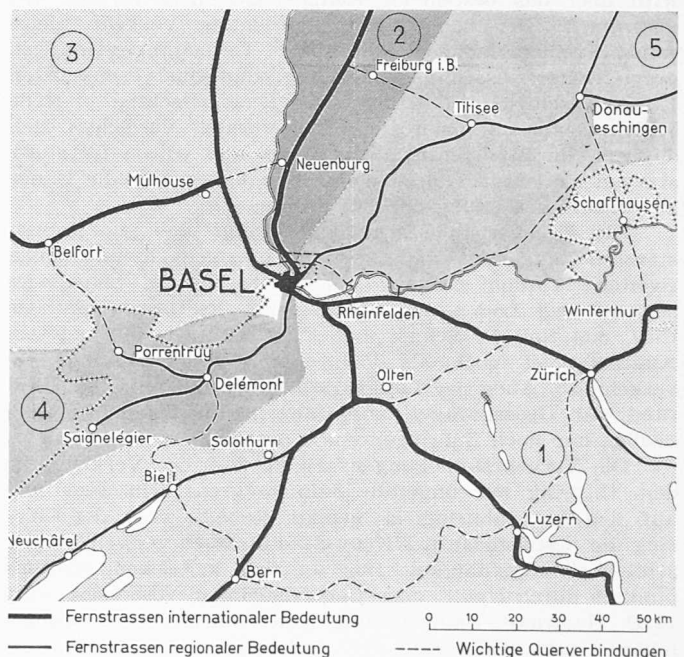 3
2
5
Freiburg i.B.
Titisee
Donau-
eschingen
Neuenburg
Mulhouse
Schaffhausen
Belfort
BASEL
Rheinfelden
Winterthur
Porrentruy
Zürich
Delémont
Olten
4
Saignelégier
Solothurn
1
Biel
Luzern
Neuchâtel
Bern
Fernstrassen internationaler Bedeutung
0 10 20 30 40 50 km
Fernstrassen regionaler Bedeutung
Wichtige Querverbindungen